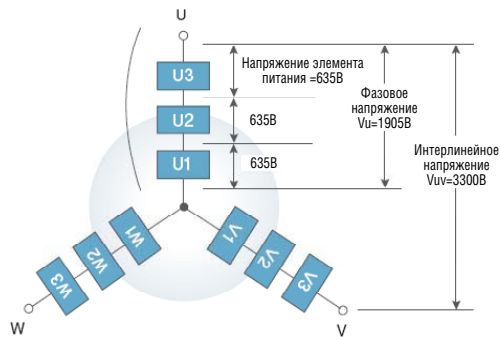 U
U3
U2
U1
Напряжение элемента
питания =635В
635В
635В
Фазовое
напряжение
Vu=1905В
Интерлинейное
напряжение
Vuv=3300В
W1
W2
W3
V1
V2
V3
W
V